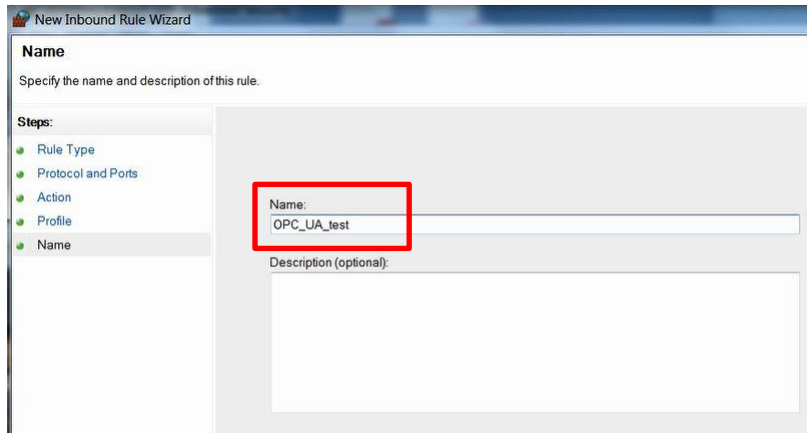 New Inbound Rule Wizard
Name
Specify the name and description of this rule.
Steps:
Rule Type
Protocol and Ports
Action
Profile
Name
Name:
OPC_UA_test
Description (optional):